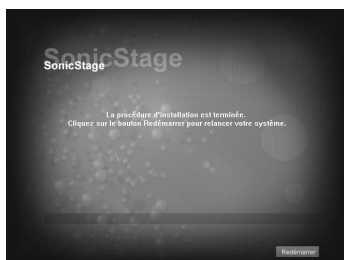 SonicStage
SonicStage
La procédure d'installation est terminée.
Cliquez sur le bouton Redémarrer pour relancer votre système.
Redémarrer